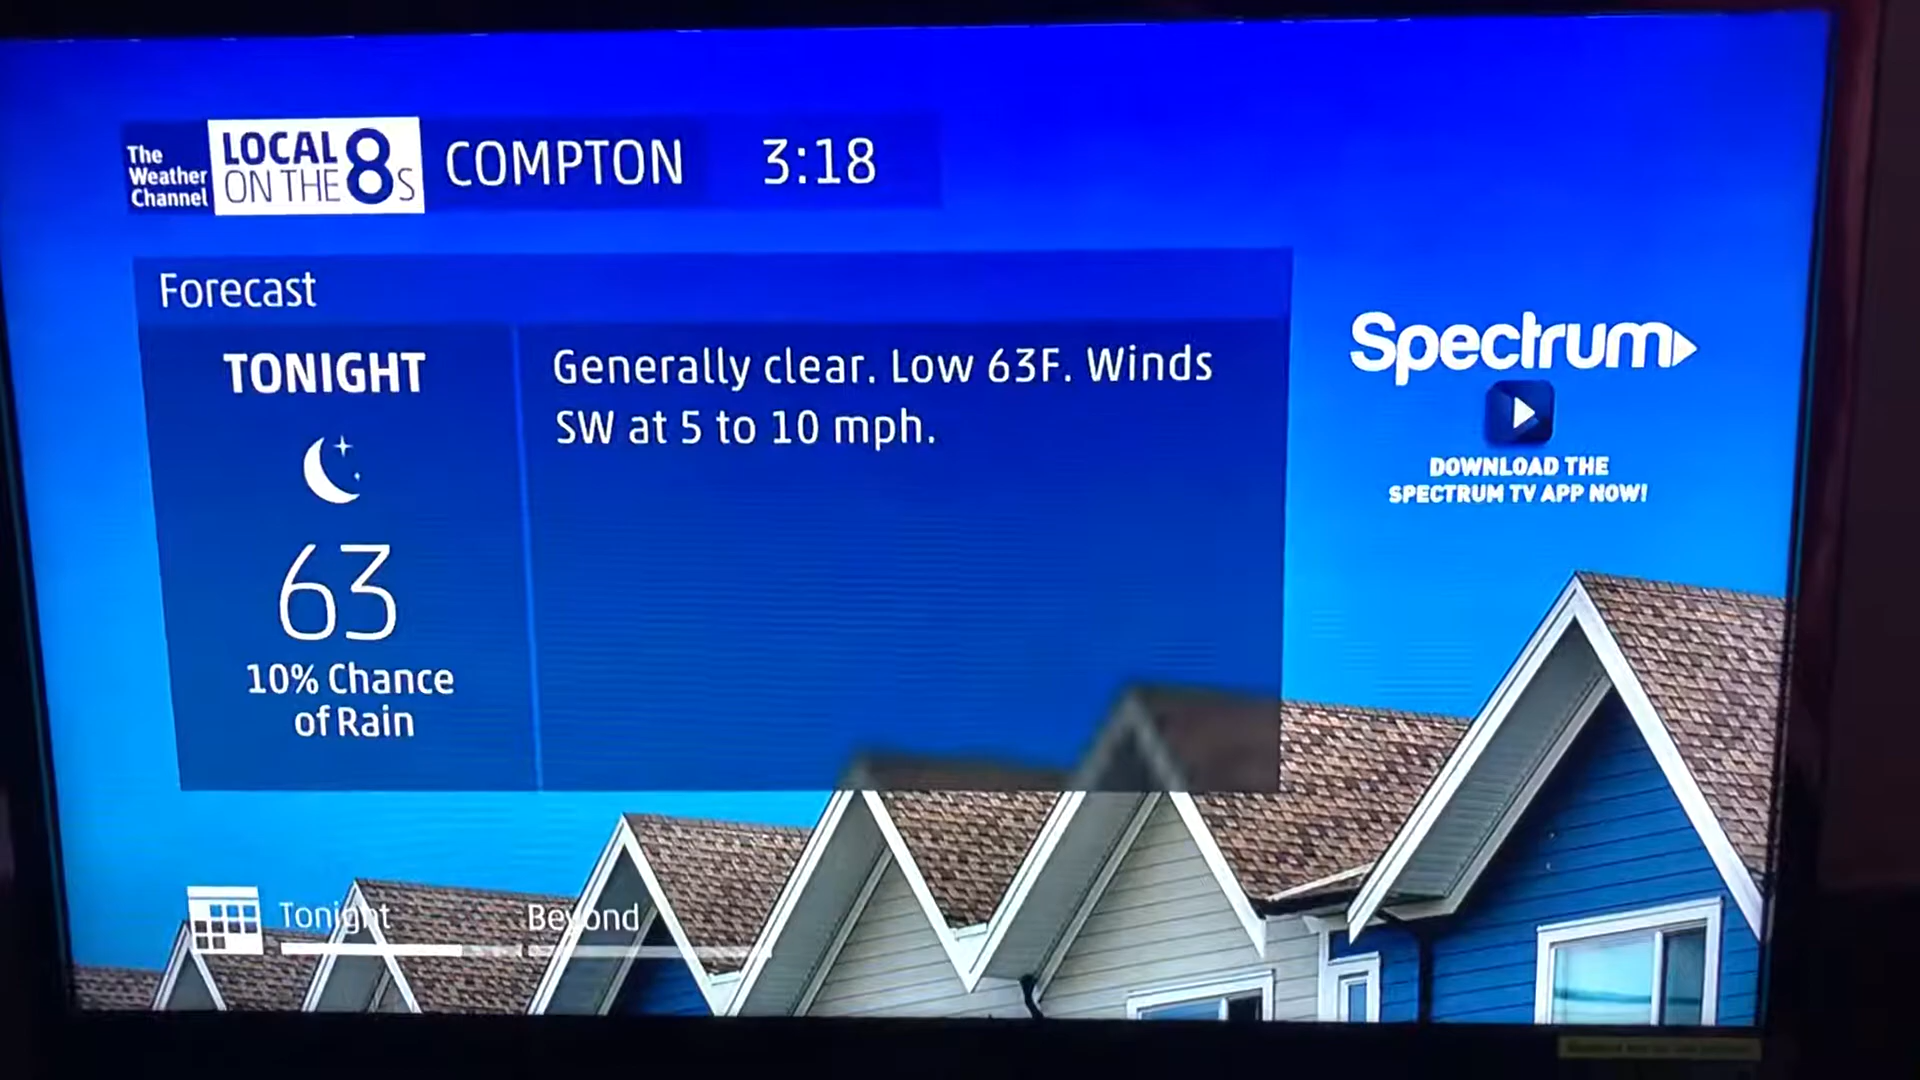 The
Weather
Channel
LOCAL
ON THE 8s
COMPTON 3:18
Forecast
TONIGHT
63
10% Chance
of Rain
Generally clear. Low 63F. Winds
SW at 5 to 10 mph.
Spectrum
DOWNLOAD THE
SPECTRUM TV APP NOW!
Tonight Beyond